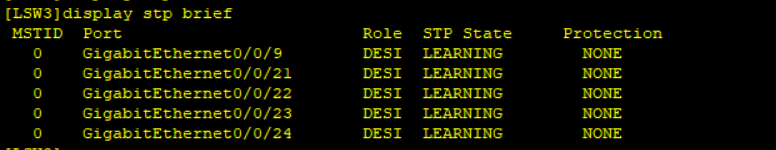 [LSW3]display stp brief
MSTID Port Role STP State Protection
0 GigabitEthernet0/0/9 DESI LEARNING NONE
0 GigabitEthernet0/0/21 DESI LEARNING NONE
0 GigabitEthernet0/0/22 DESI LEARNING NONE
0 GigabitEthernet0/0/23 DESI LEARNING NONE
0 GigabitEthernet0/0/24 DESI LEARNING NONE